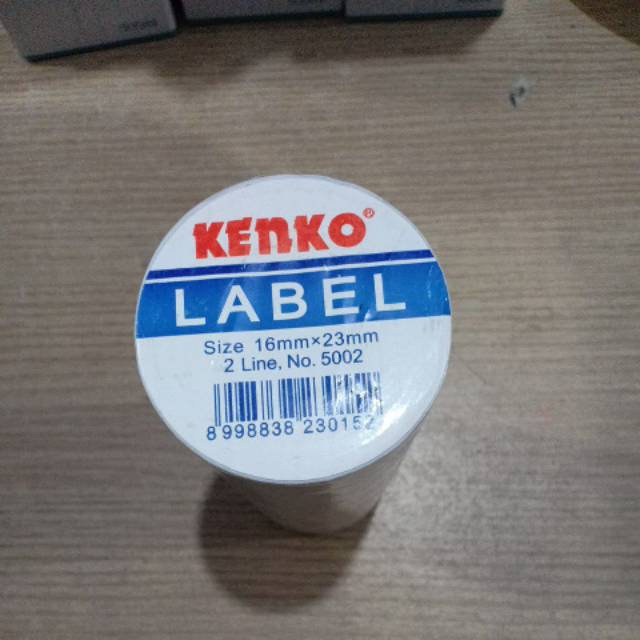 KENKO®
LABEL
Size 16mm×23mm
2 Line, No. 5002
8 998838 230152